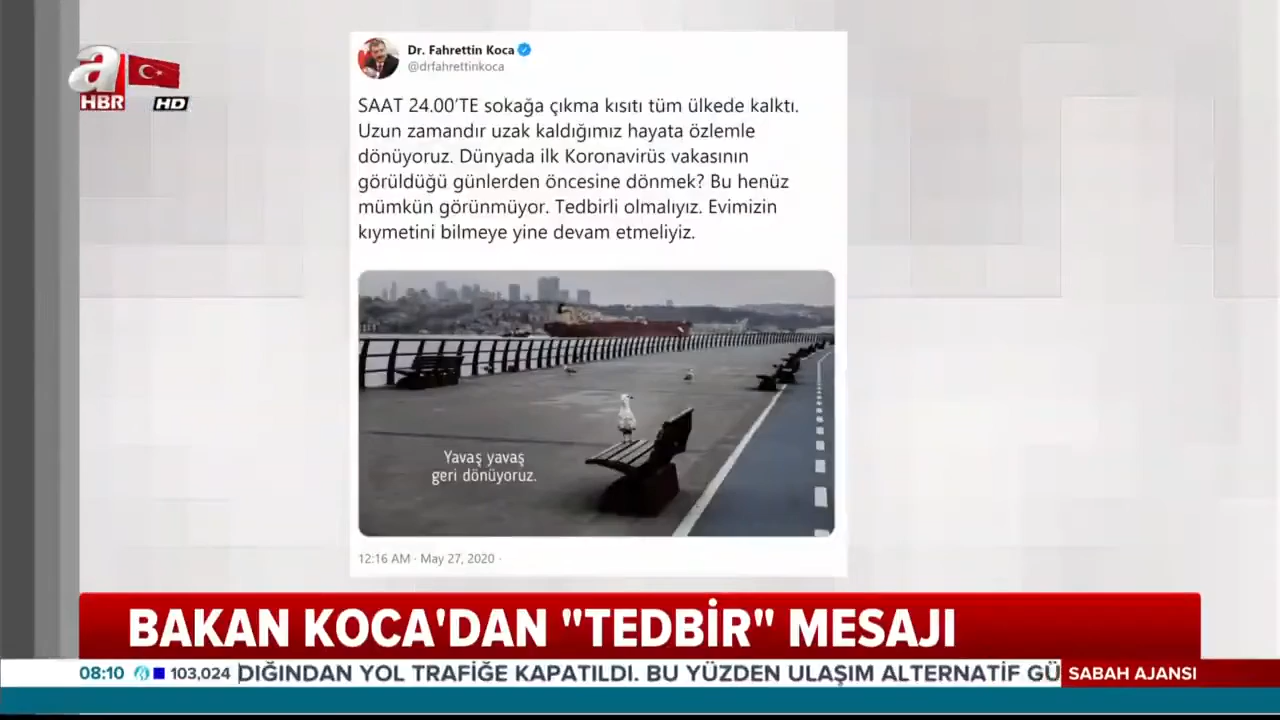 a
HBR
HD
Dr. Fahrettin Koca
@drfahrettinkoca
SAAT 24.00'TE sokağa çıkma kısıtı tüm ülkede kalktı.
Uzun zamandır uzak kaldığımız hayata özlemle
dönüyoruz. Dünyada ilk Koronavirüs vakasının
görüldüğü günlerden öncesine dönmek? Bu henüz
mümkün görünmüyor. Tedbirli olmalıyız. Evimizin
kıymetini bilmeye yine devam etmeliyiz.
Yavaş yavaş
geri dönüyoruz.
12:16 AM · May 27, 2020 ·
BAKAN KOCA'DAN "TEDBİR" MESAJI
08:10 103,024 DIĞINDAN YOL TRAFİĞE KAPATILDI. BU YÜZDEN ULAŞIM ALTERNATİF GÜ
SABAH AJANSI